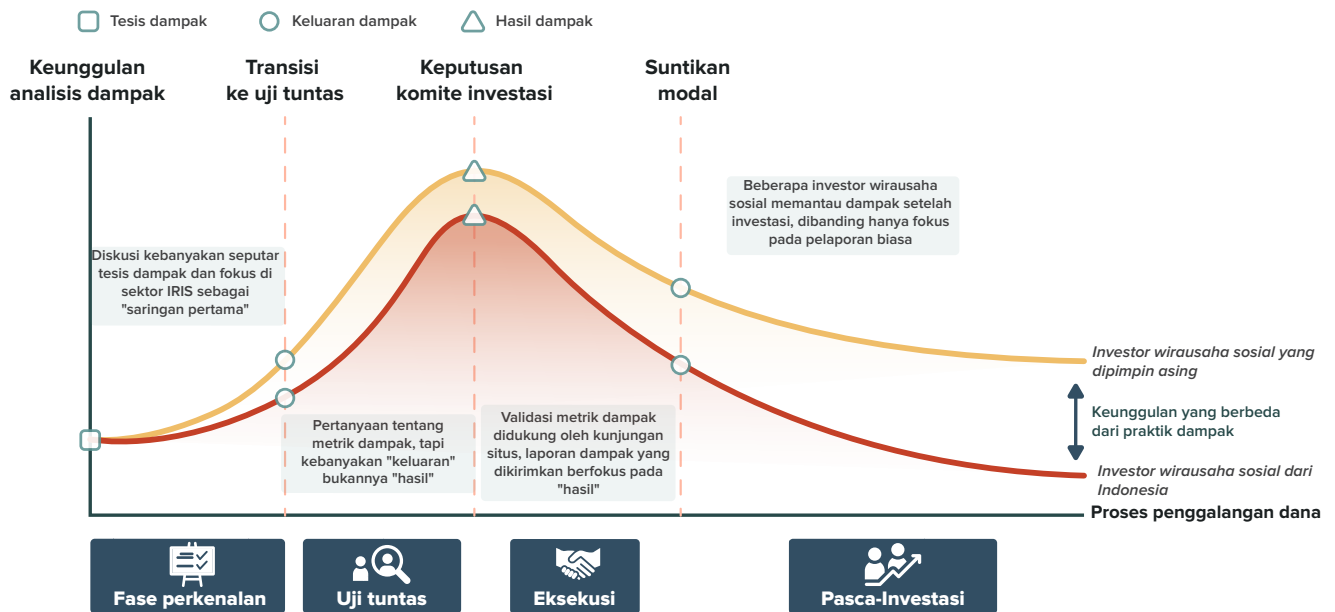 Tesis dampak
Keluaran dampak
Hasil dampak
Keunggulan
analisis dampak
Transisi
ke uji tuntas
Keputusan
komite investasi
Suntikan
modal
Beberapa investor wirausaha
sosial memantau dampak setelah
investasi, dibanding hanya fokus
pada pelaporan biasa
Diskusi kebanyakan seputar
tesis dampak dan fokus di
sektor IRIS sebagai
"saringan pertama"
Pertanyaan tentang
metrik dampak, tapi
kebanyakan "keluaran"
bukannya "hasil"
Validasi metrik dampak
didukung oleh kunjungan
situs, laporan dampak yang
dikirimkan berfokus pada
"hasil"
Investor wirausaha sosial yang
dipimpin asing
Keunggulan yang berbeda
dari praktik dampak
Investor wirausaha sosial dari
Indonesia
Proses penggalangan dana
Fase perkenalan
Uji tuntas
Eksekusi
Pasca-Investasi